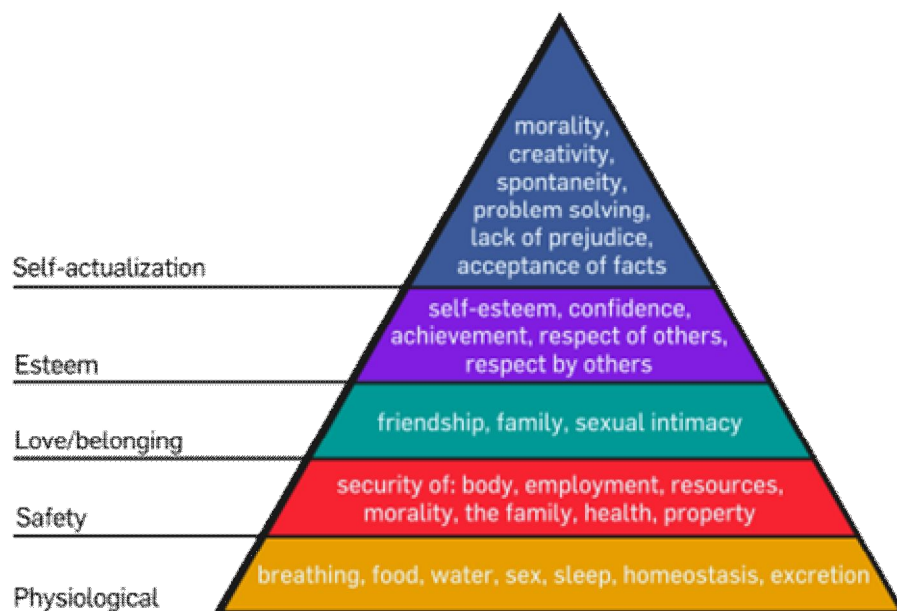 morality,
creativity,
spontaneity,
problem solving,
lack of prejudice,
acceptance of facts
Self-actualization
self-esteem, confidence,
achievement, respect of others,
respect by others
Esteem
friendship, family, sexual intimacy
Love/belonging
security of: body, employment, resources,
morality, the family, health, property
Safety
breathing, food, water, sex, sleep, homeostasis, excretion
Physiological